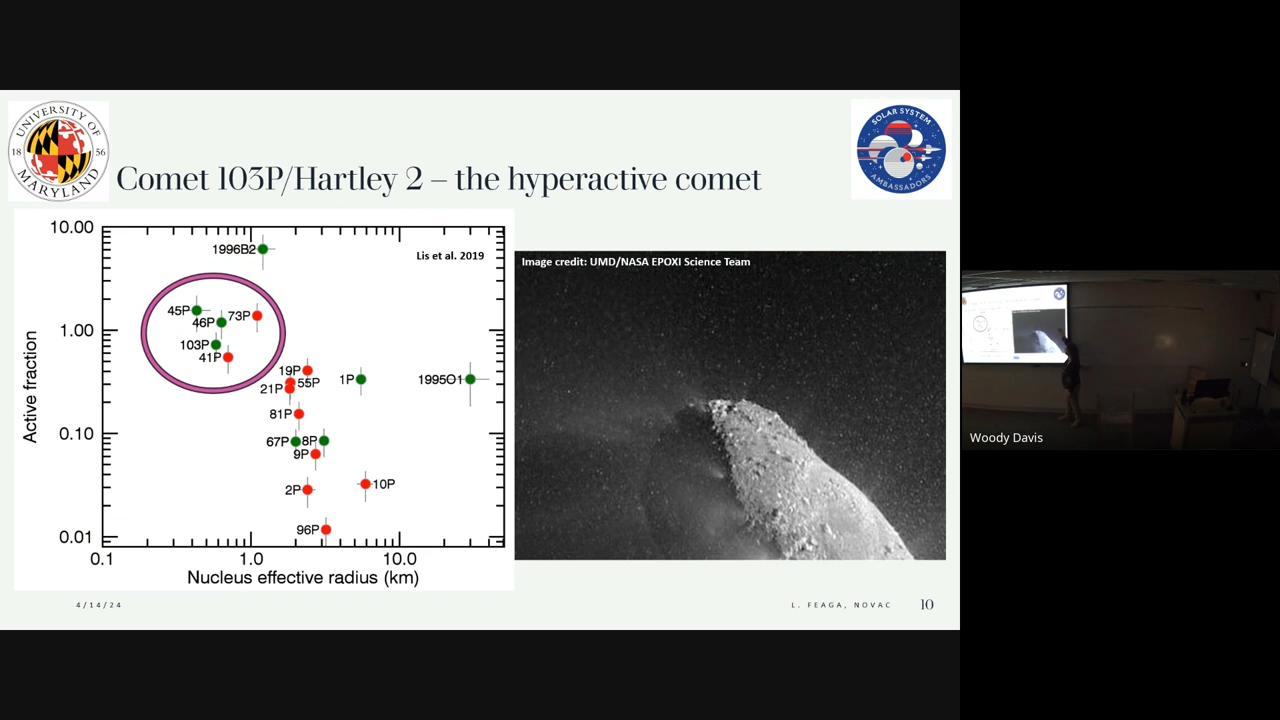 UNIVERSITY OF
18 56
MARYLAND
Comet 103P/Hartley 2 – the hyperactive comet
SOLAR SYSTEM
AMBASSADORS
10.00
1.00
0.10
0.01
Active fraction
Lis et al. 2019
1996B2
45P
46P
73P
103P
41P
19P
55P
21P
1P
1995O1
81P
67P
8P
9P
2P
10P
96P
0.1
1.0
10.0
Nucleus effective radius (km)
Image credit: UMD/NASA EPOXI Science Team
4/14/24
L. FEAGA, NOVAC
10
Woody Davis